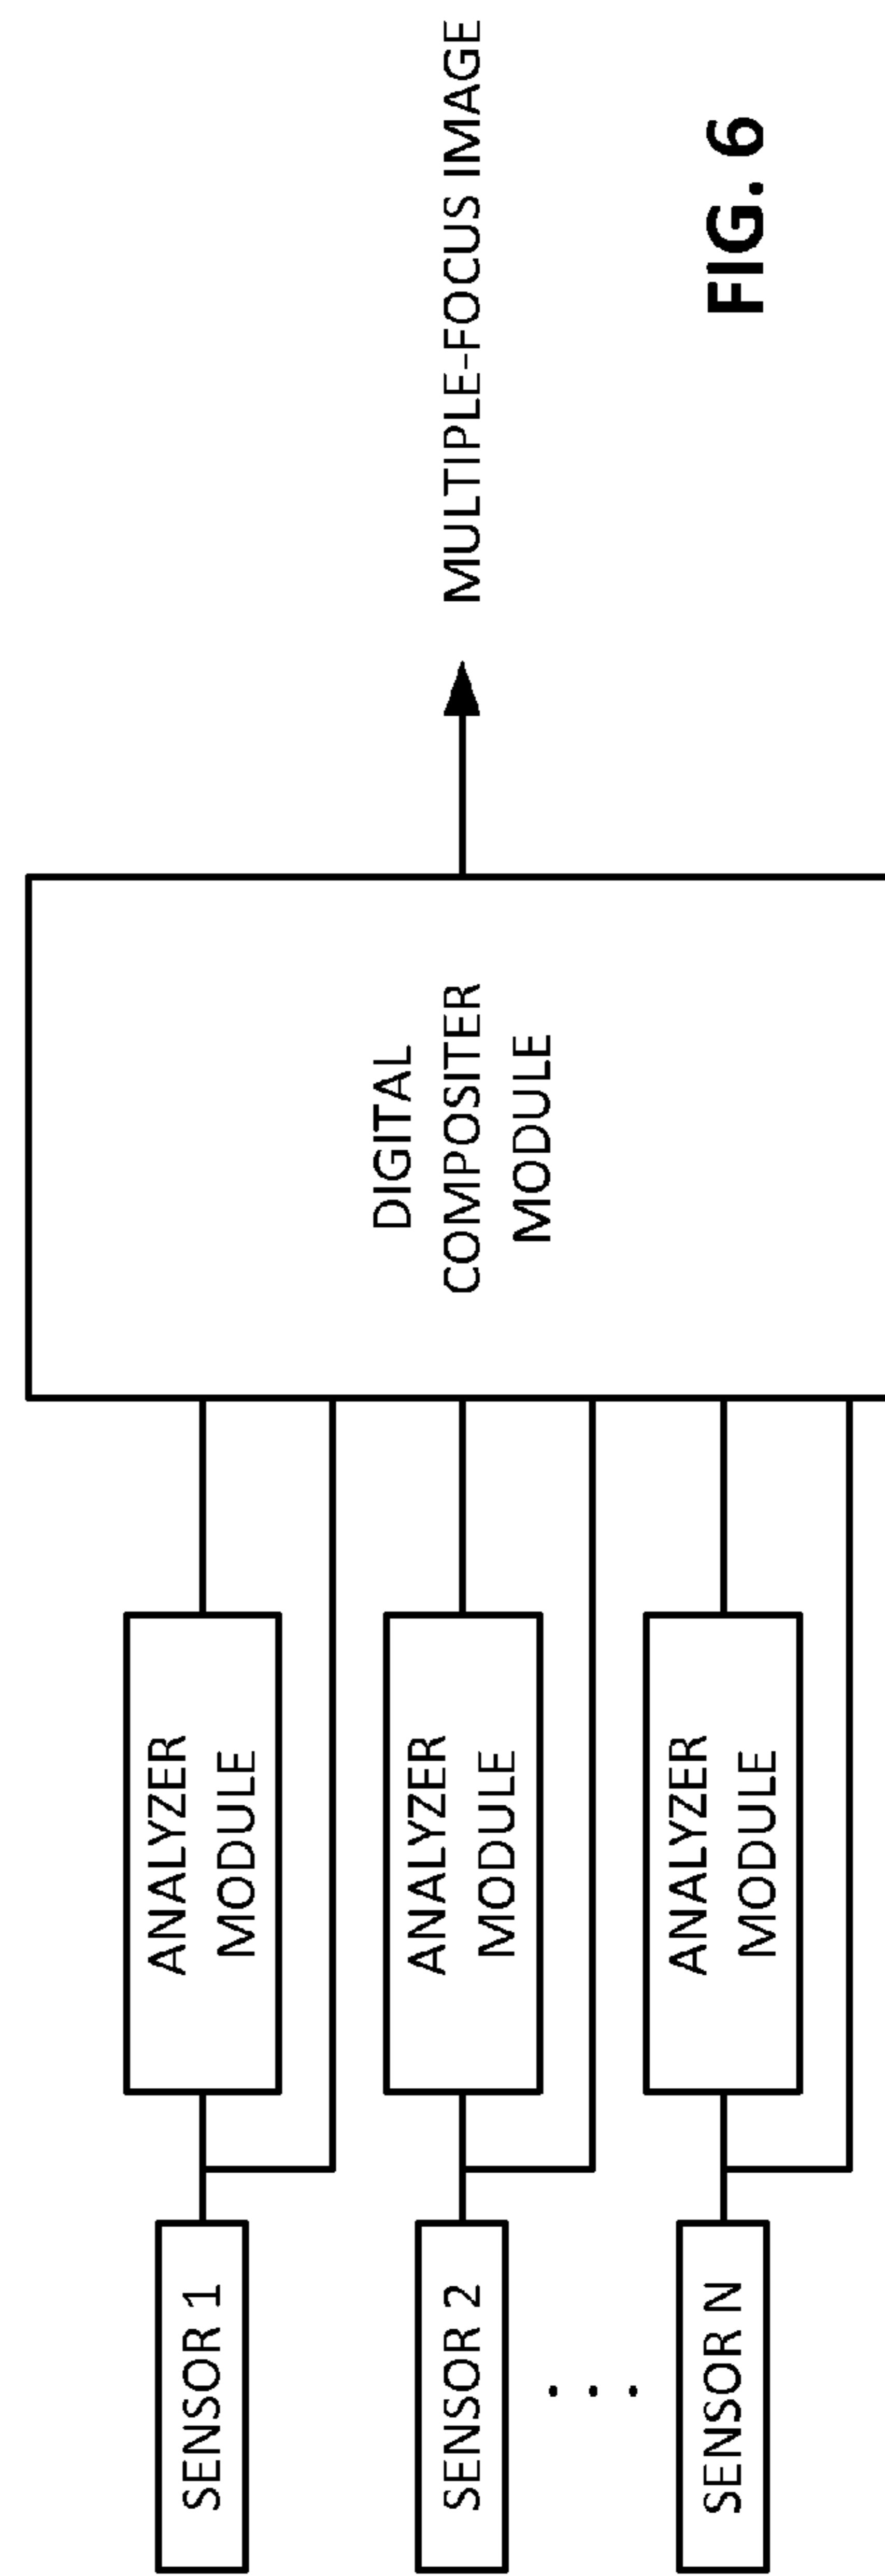 SENSOR 1
ANALYZER
MODULE
SENSOR 2
ANALYZER
MODULE
. . .
SENSOR N
ANALYZER
MODULE
DIGITAL
COMPOSITER
MODULE
MULTIPLE-FOCUS IMAGE
FIG. 6